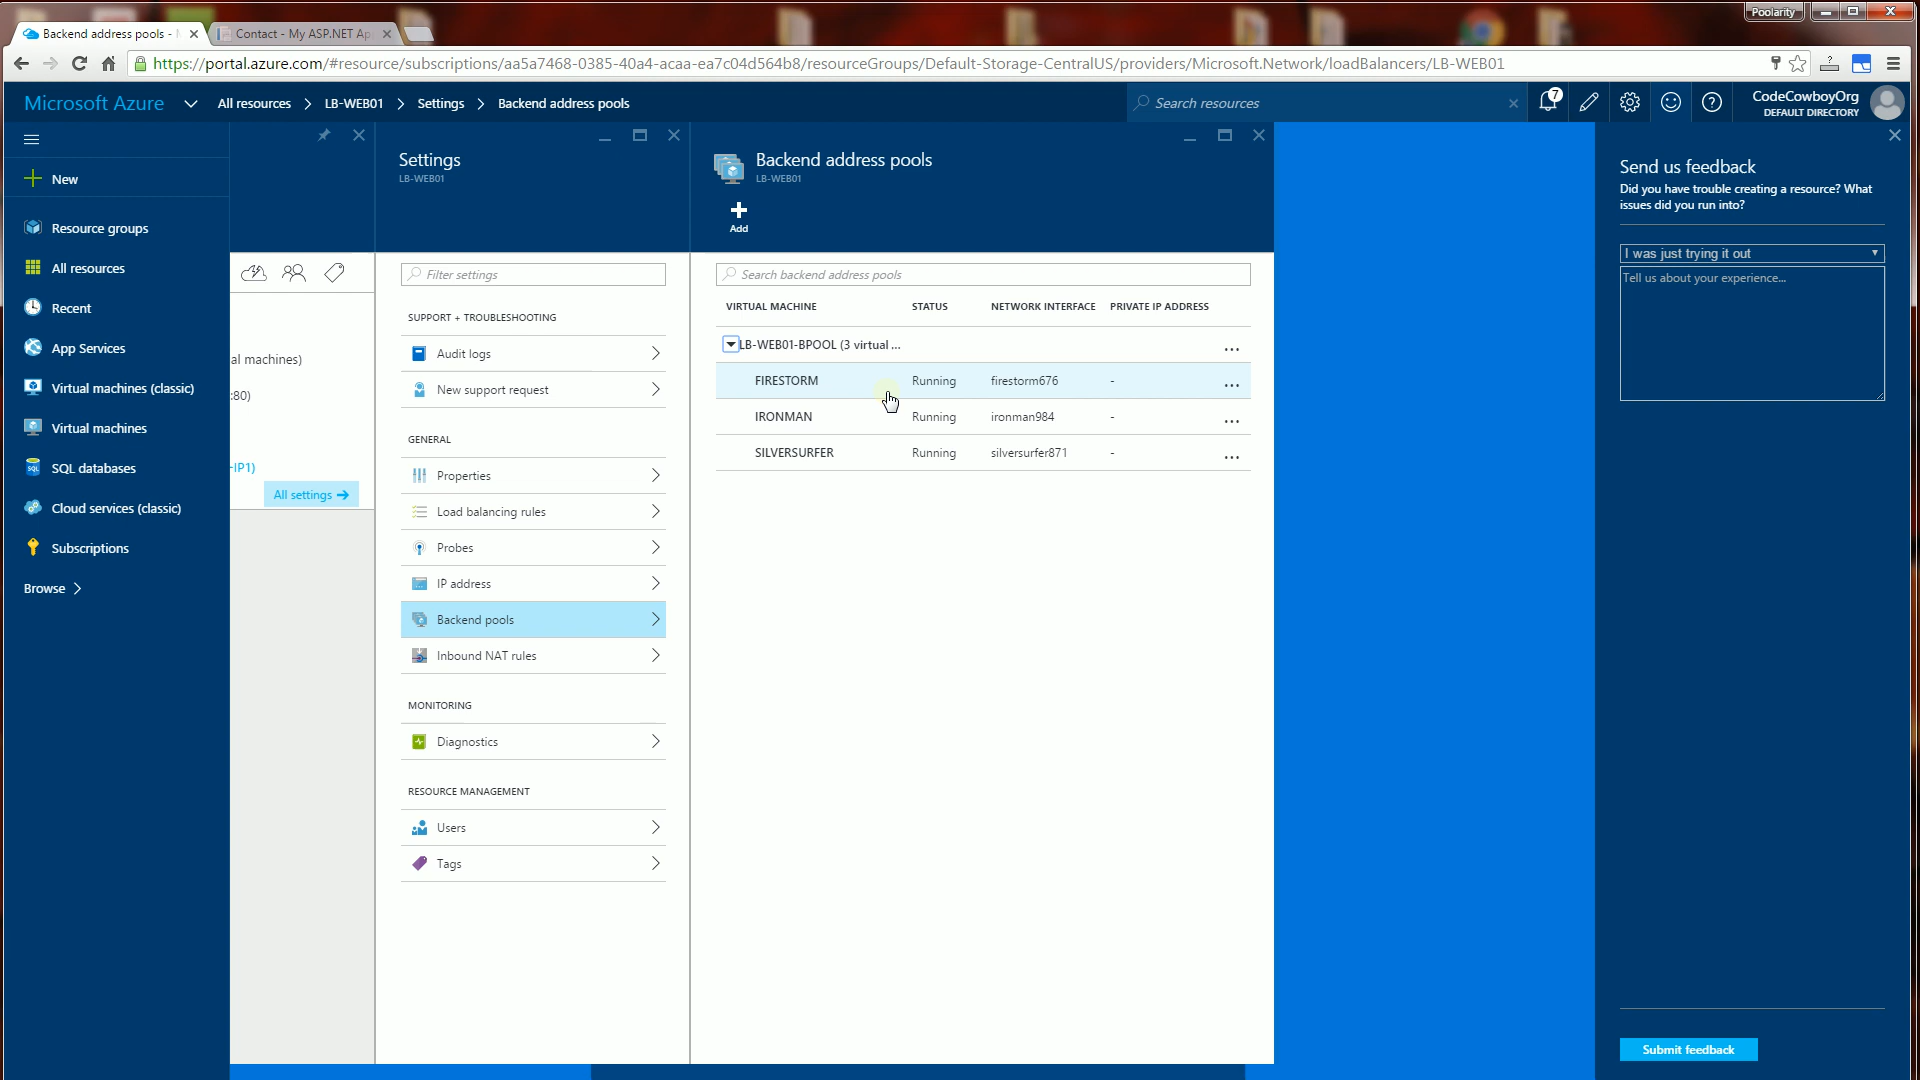 Poolarity
Backend address pools -
Contact - My ASP.NET Ap
https://portal.azure.com/#resource/subscriptions/aa5a7468-0385-40a4-acaa-ea7c04d564b8/resourceGroups/Default-Storage-CentralUS/providers/Microsoft.Network/loadBalancers/LB-WEB01
Microsoft Azure
All resources > LB-WEB01 > Settings > Backend address pools
Search resources
7
CodeCowboyOrg
DEFAULT DIRECTORY
New
Resource groups
All resources
Recent
App Services
Virtual machines (classic)
Virtual machines
SQL databases
Cloud services (classic)
Subscriptions
Browse >
al machines)
:80)
-IP1)
All settings →
Settings
LB-WEB01
Filter settings
SUPPORT + TROUBLESHOOTING
Audit logs
New support request
GENERAL
Properties
Load balancing rules
Probes
IP address
Backend pools
Inbound NAT rules
MONITORING
Diagnostics
RESOURCE MANAGEMENT
Users
Tags
Backend address pools
LB-WEB01
Add
Search backend address pools
VIRTUAL MACHINE STATUS NETWORK INTERFACE PRIVATE IP ADDRESS
LB-WEB01-BPOOL (3 virtual ... ...
FIRESTORM Running firestorm676 - ...
IRONMAN Running ironman984 - ...
SILVERSURFER Running silversurfer871 - ...
Send us feedback
Did you have trouble creating a resource? What
issues did you run into?
I was just trying it out
Tell us about your experience...
Submit feedback